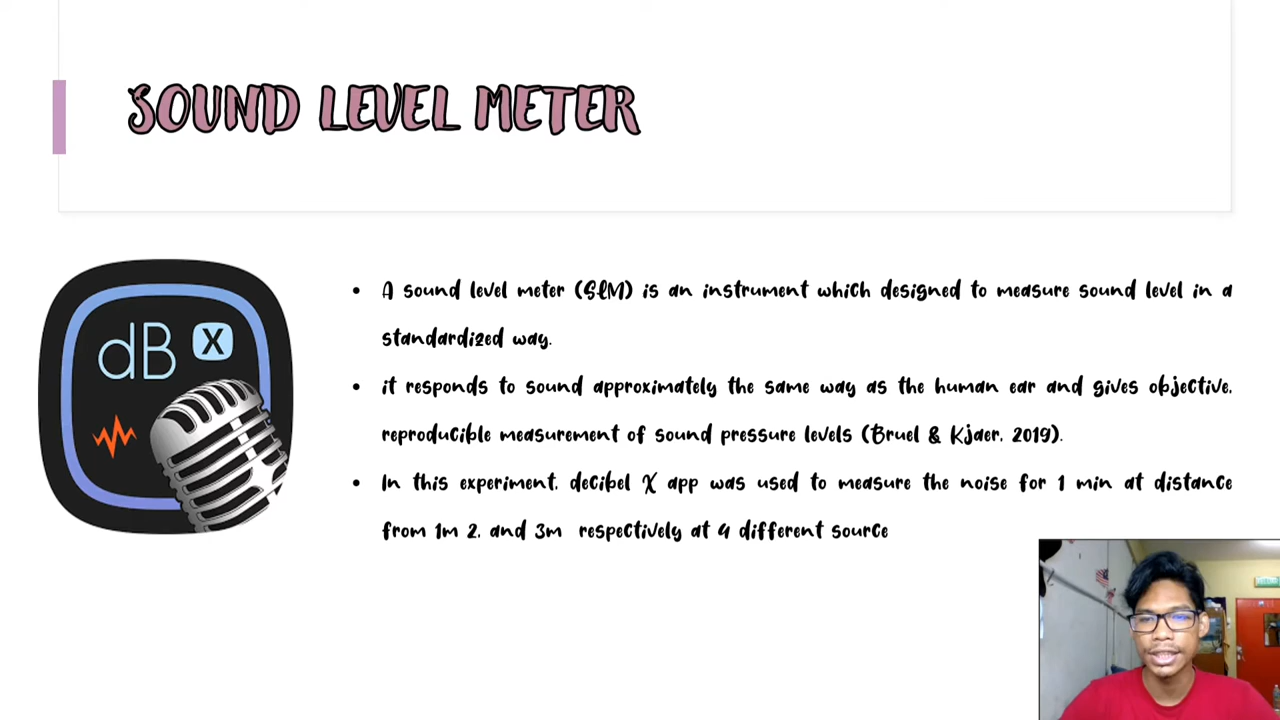 SOUND LEVEL METER
dB X
A sound level meter (SLM) is an instrument which designed to measure sound level in a
standardized way.
it responds to sound approximately the same way as the human ear and gives objective,
reproducible measurement of sound pressure levels (Bruel & Kjaer, 2019).
In this experiment, decibel X app was used to measure the noise for 1 min at distance
from 1m 2, and 3m respectively at 4 different source